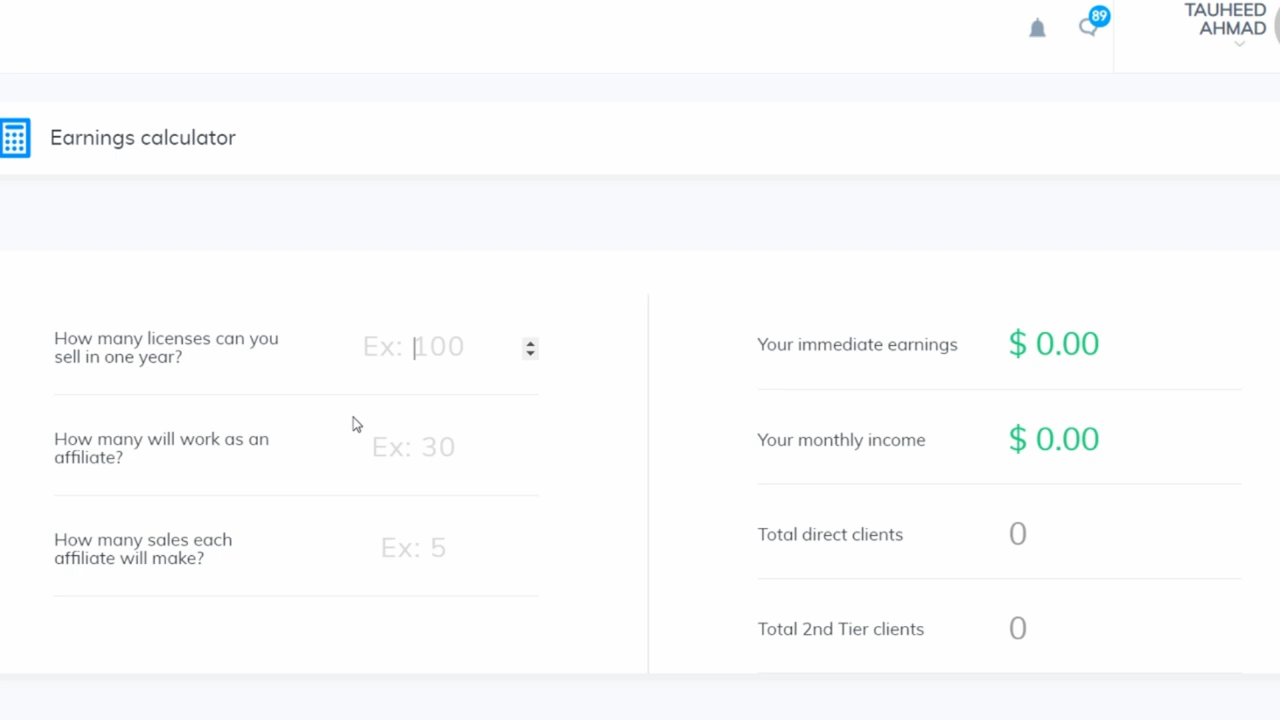 89
TAUHEED
AHMAD
Earnings calculator
How many licenses can you
sell in one year?
Ex: 100
How many will work as an
affiliate?
Ex: 30
How many sales each
affiliate will make?
Ex: 5
Your immediate earnings
$ 0.00
Your monthly income
$ 0.00
Total direct clients
0
Total 2nd Tier clients
0